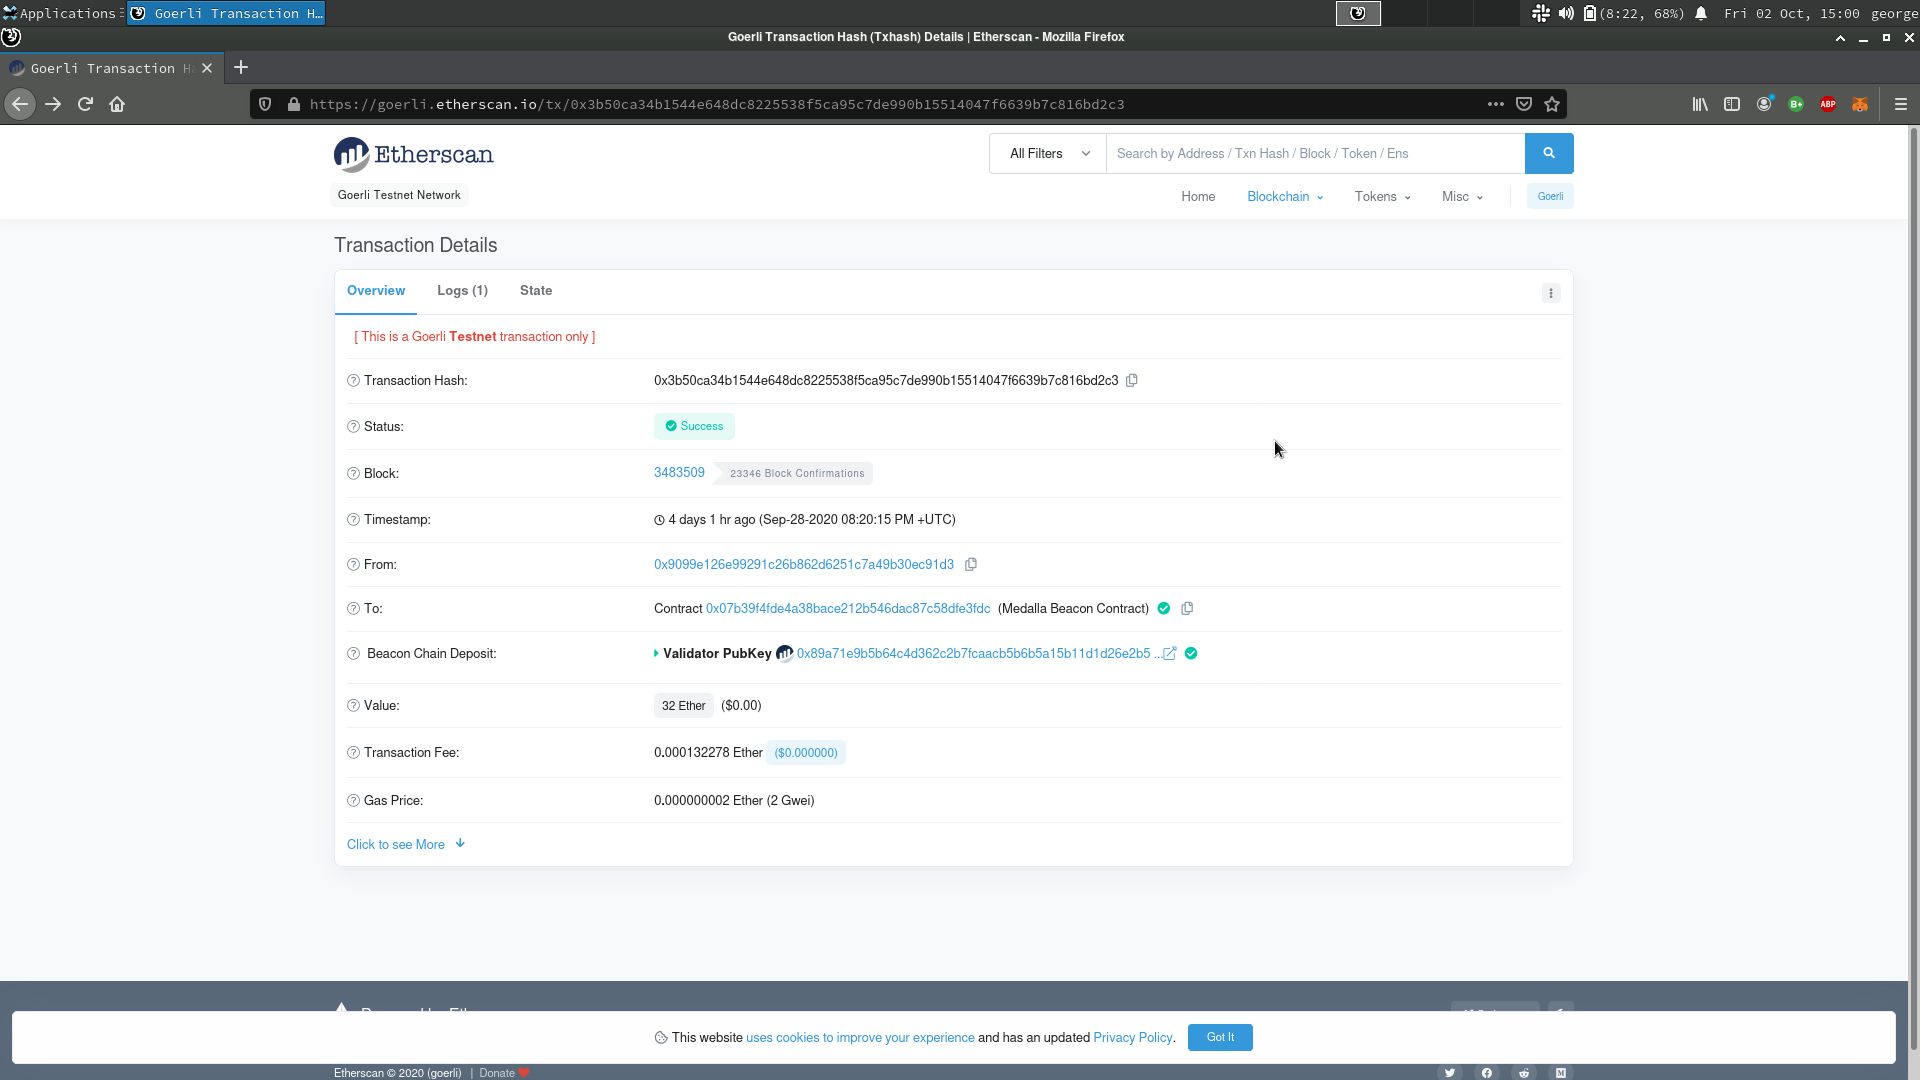 Applications
Goerli Transaction H…
(8:22, 68%)
Fri 02 Oct, 15:00
george
Goerli Transaction Hash (Txhash) Details | Etherscan - Mozilla Firefox
Goerli Transaction H
https://goerli.etherscan.io/tx/0x3b50ca34b1544e648dc8225538f5ca95c7de990b15514047f6639b7c816bd2c3
B+
ABP
Etherscan
All Filters
Search by Address / Txn Hash / Block / Token / Ens
Goerli Testnet Network
Home
Blockchain
Tokens
Misc
Goerli
Transaction Details
Overview
Logs (1)
State
[ This is a Goerli Testnet transaction only ]
Transaction Hash:
0x3b50ca34b1544e648dc8225538f5ca95c7de990b15514047f6639b7c816bd2c3
Status:
Success
Block:
3483509
23346 Block Confirmations
Timestamp:
4 days 1 hr ago (Sep-28-2020 08:20:15 PM +UTC)
From:
0x9099e126e99291c26b862d6251c7a49b30ec91d3
To:
Contract 0x07b39f4fde4a38bace212b546dac87c58dfe3fdc (Medalla Beacon Contract)
Beacon Chain Deposit:
Validator PubKey 0x89a71e9b5b64c4d362c2b7fcaacb5b6b5a15b11d1d26e2b5 ...
Value:
32 Ether ($0.00)
Transaction Fee:
0.000132278 Ether ($0.000000)
Gas Price:
0.000000002 Ether (2 Gwei)
Click to see More
This website uses cookies to improve your experience and has an updated Privacy Policy.
Got It
Etherscan © 2020 (goerli) | Donate